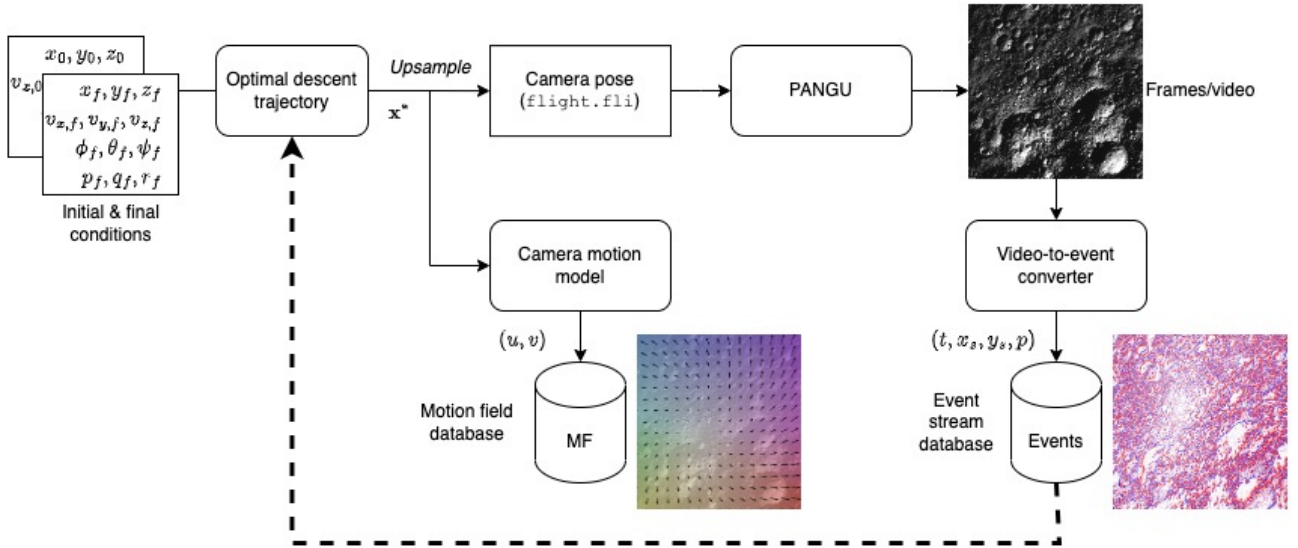 x_0, y_0, z_0
v_{x,0}
x_f, y_f, z_f
v_{x,f}, v_{y,f}, v_{z,f}
ϕ_f, θ_f, ψ_f
p_f, q_f, r_f
Initial & final
conditions
Optimal descent
trajectory
Upsample
x*
Camera pose
(flight.fli)
PANGU
Frames/video
Camera motion
model
Video-to-event
converter
(u, v)
(t, x_s, y_s, p)
Motion field
database
MF
Event
stream
database
Events